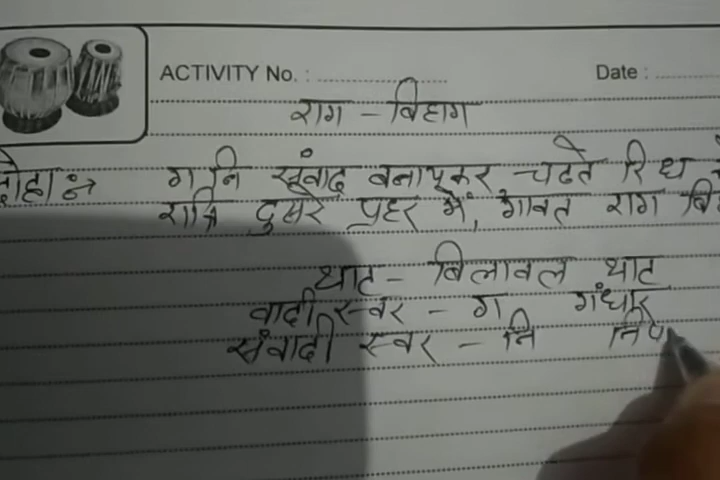 ACTIVITY No. : Date :
राग - बिहाग
दोहा :→ ग नि संवाद बनाकर चढते रि ध
रात्रि दुसरे प्रहर में, गावत राग
थाट - बिलावल थाट
वादी स्वर - ग गंधार
संवादी स्वर - नि